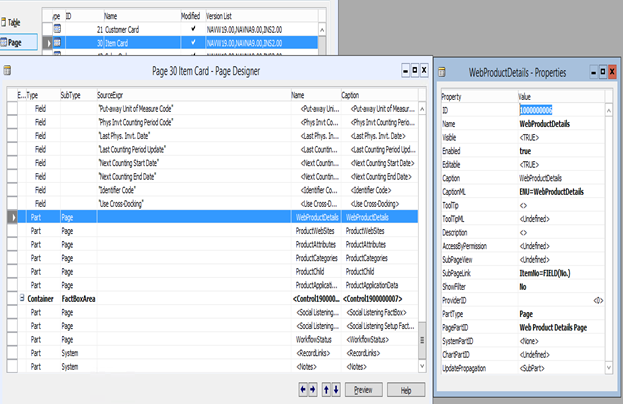 ype ID Name Modified Version List
Table
21 Customer Card ✓ NAVW19.00,NAVNA9.00,INS2.00
Page
30 Item Card ✓ NAVW19.00,NAVNA9.00,INS2.00
Page 30 Item Card - Page Designer
E... Type SubType SourceExpr Name Caption
Field "Put-away Unit of Measure Code" <Put-away Uni... <Put-away Unit of Measur...
Field "Phys Invt Counting Period Code" <Phys Invt Co... <Phys Invt Counting Perio...
Field "Last Phys. Invt. Date" <Last Phys. In... <Last Phys. Invt. Date>
Field "Last Counting Period Update" <Last Countin... <Last Counting Period Up...
Field "Next Counting Start Date" <Next Countin... <Next Counting Start Date>
Field "Next Counting End Date" <Next Countin... <Next Counting End Date>
Field "Identifier Code" <Identifier Co... <Identifier Code>
Field "Use Cross-Docking" <Use Cross-Do... <Use Cross-Docking>
Part Page WebProductDetails WebProductDetails
Part Page ProductWebSites ProductWebSites
Part Page ProductAttributes ProductAttributes
Part Page ProductCategories ProductCategories
Part Page ProductChild ProductChild
Part Page ProductApplica... ProductApplicationData
Container FactBoxArea <Control190000... <Control1900000007>
Part Page <Social Listening... <Social Listening FactBox>
Part Page <Social Listening... <Social Listening Setup Factb...
Part Page WorkflowStatus WorkflowStatus
Part System <RecordLinks> <RecordLinks>
Part System <Notes> <Notes>
Preview Help
WebProductDetails - Properties
Property Value
ID 1000000006
Name WebProductDetails
Visible <TRUE>
Enabled true
Editable <TRUE>
Caption WebProductDetails
CaptionML ENU=WebProductDetails
ToolTip <>
ToolTipML <Undefined>
Description <>
AccessByPermission <Undefined>
SubPageView <Undefined>
SubPageLink ItemNo=FIELD(No.)
ShowFilter No
ProviderID <0>
PartType Page
PagePartID Web Product Details Page
SystemPartID <None>
ChartPartID <Undefined>
UpdatePropagation <SubPart>